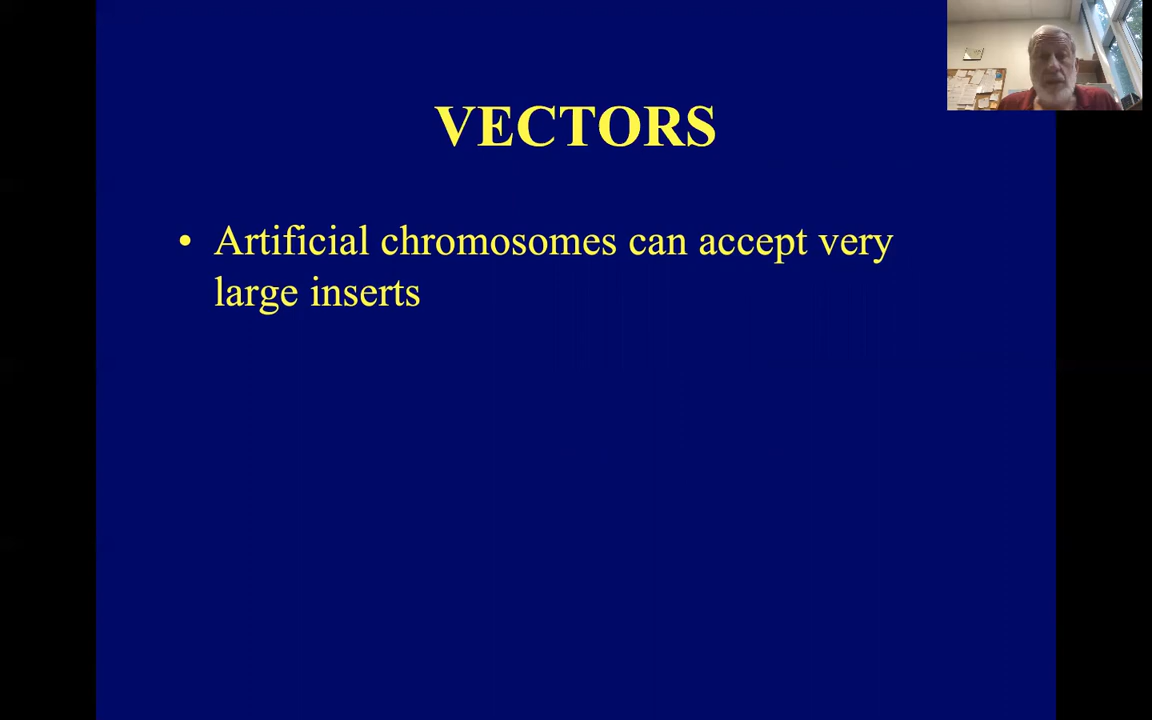 VECTORS
• Artificial chromosomes can accept very
large inserts